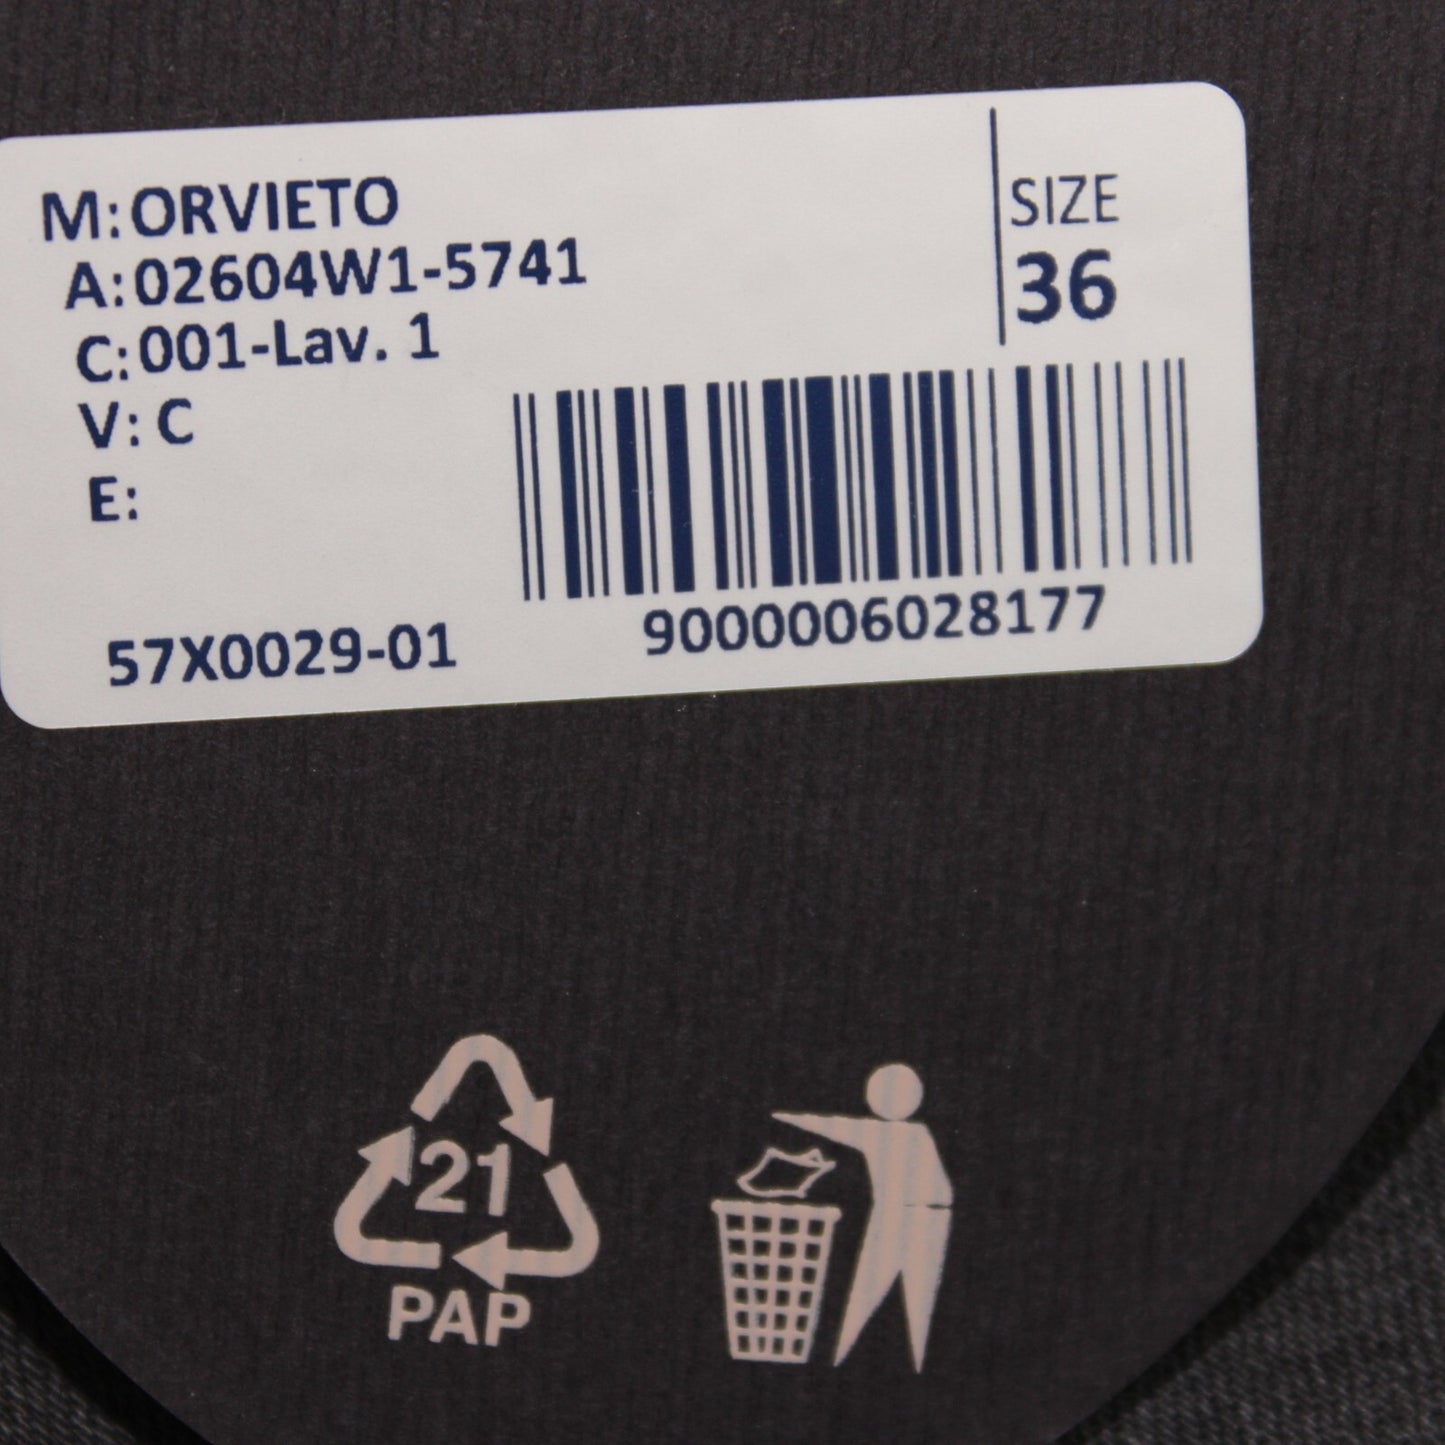 M: ORVIETO
A: 02604W1-5741
C: 001-Lav. 1
V: C
E:
SIZE
36
57X0029-01
9000006028177
21
PAP